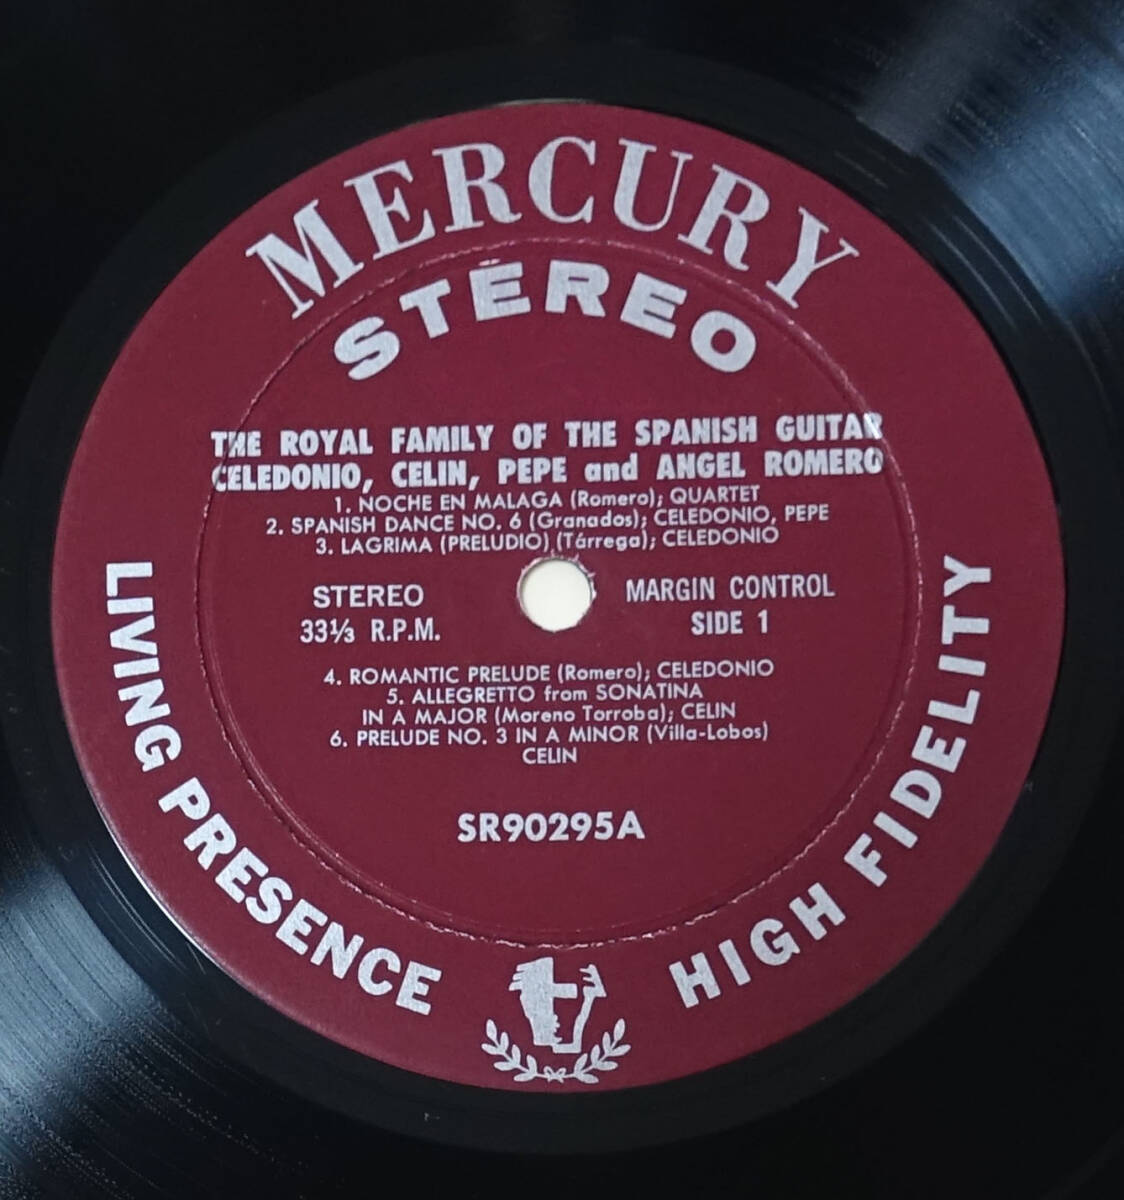 MERCURY
STEREO
THE ROYAL FAMILY OF THE SPANISH GUITAR
CELEDONIO, CELIN, PEPE and ANGEL ROMERO
1. NOCHE EN MALAGA (Romero); QUARTET
2. SPANISH DANCE NO. 6 (Granados); CELEDONIO, PEPE
3. LAGRIMA (PRELUDIO) (Tárrega); CELEDONIO
STEREO
33⅓ R.P.M.
MARGIN CONTROL
SIDE 1
4. ROMANTIC PRELUDE (Romero); CELEDONIO
5. ALLEGRETTO from SONATINA
IN A MAJOR (Moreno Torroba); CELIN
6. PRELUDE NO. 3 IN A MINOR (Villa-Lobos)
CELIN
SR90295A
LIVING PRESENCE
HIGH FIDELITY